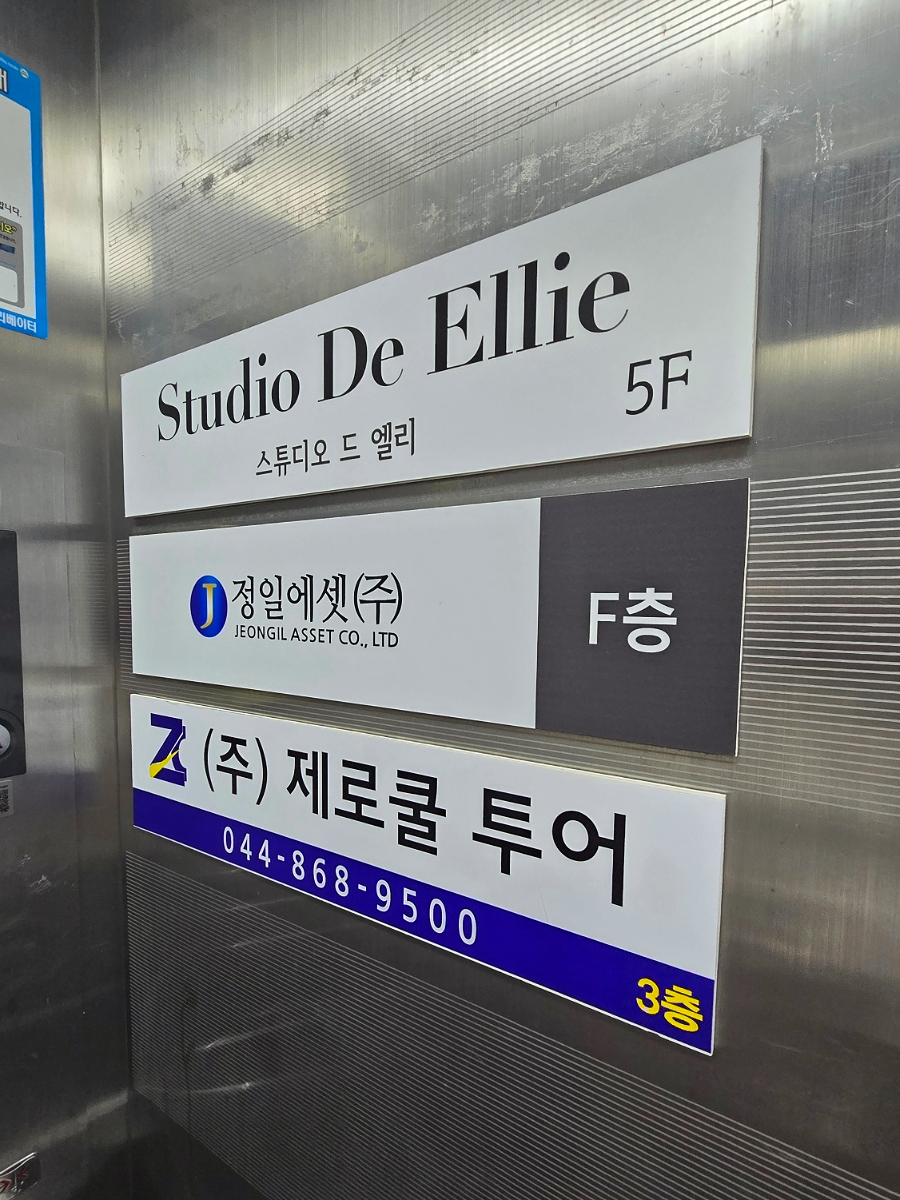 Studio De Ellie
스튜디오 드 엘리
5F
J 정일에셋(주)
JEONGIL ASSET CO., LTD
F층
(주) 제로쿨 투어
044-868-9500
3층